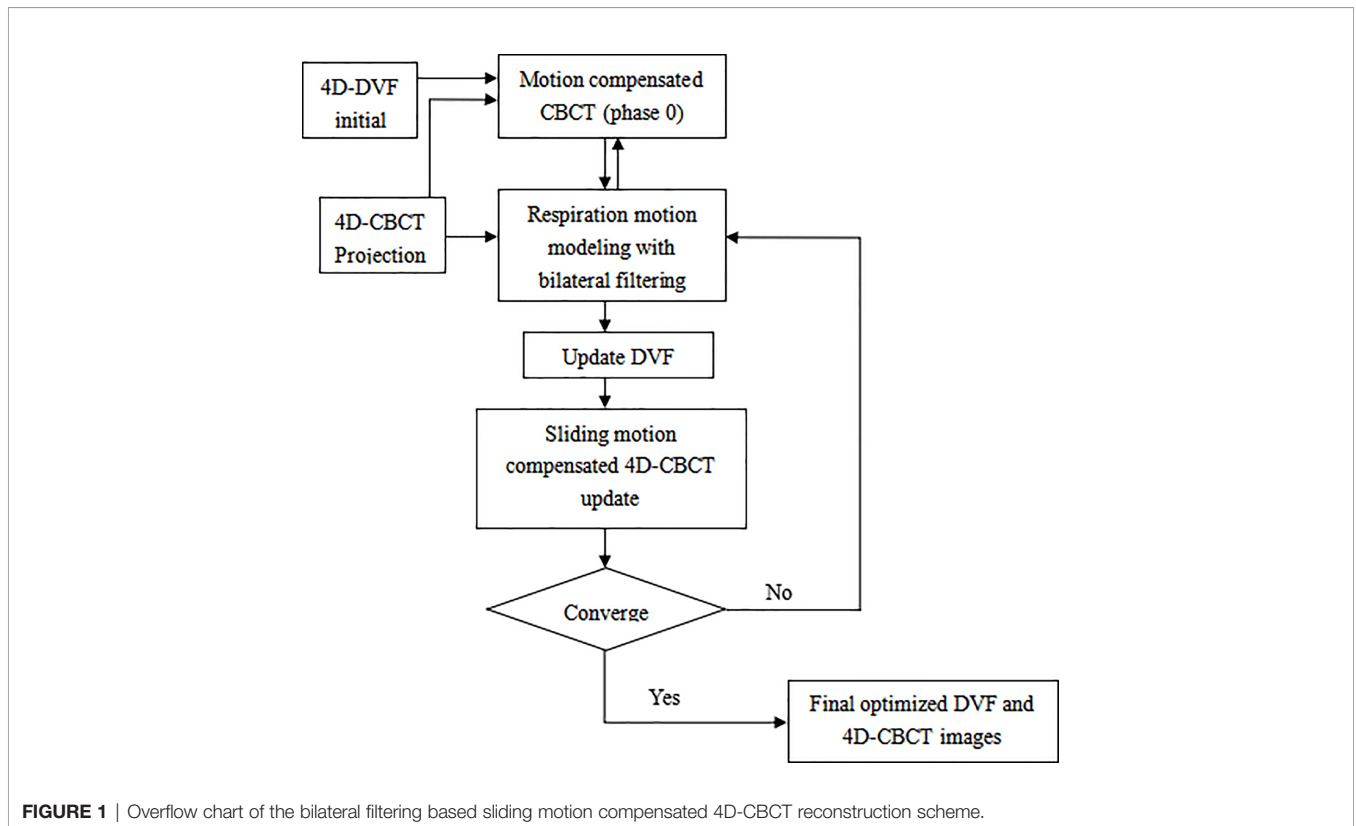 4D-DVF
initial
Motion compensated
CBCT (phase 0)
4D-CBCT
Projection
Respiration motion
modeling with
bilateral filtering
Update DVF
Sliding motion
compensated 4D-CBCT
update
Converge
No
Yes
Final optimized DVF and
4D-CBCT images
FIGURE 1 | Overflow chart of the bilateral filtering based sliding motion compensated 4D-CBCT reconstruction scheme.